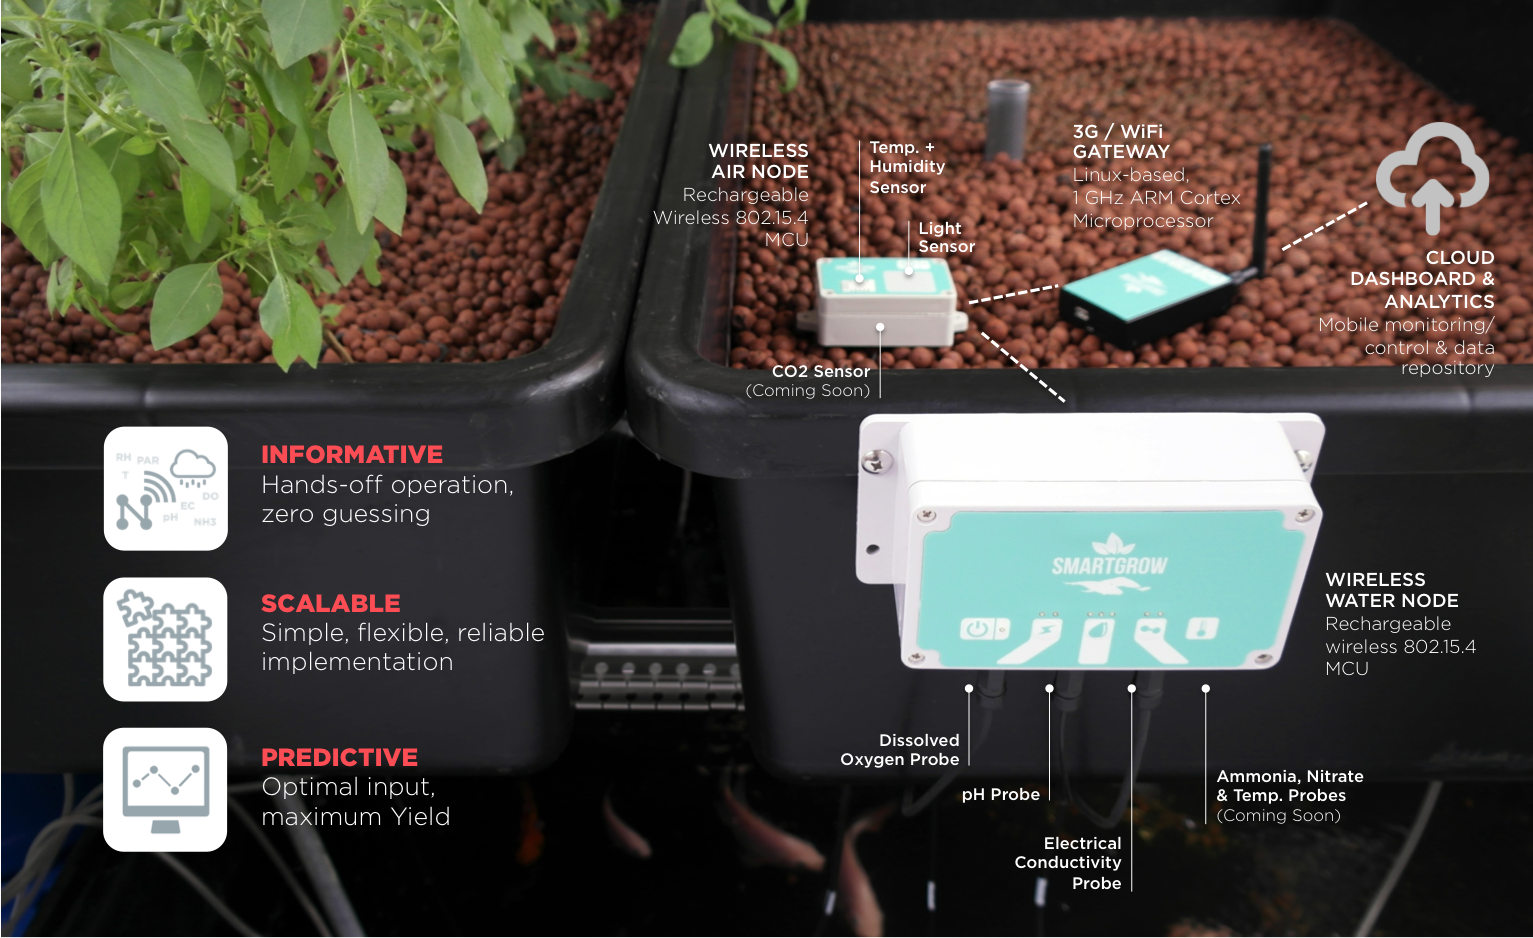 WIRELESS
AIR NODE
Rechargeable
Wireless 802.15.4
MCU
Temp. +
Humidity
Sensor
Light
Sensor
CO2 Sensor
(Coming Soon)
3G / WiFi
GATEWAY
Linux-based,
1 GHz ARM Cortex
Microprocessor
CLOUD
DASHBOARD &
ANALYTICS
Mobile monitoring/
control & data
repository
RH
PAR
T
DO
EC
pH
NH3
INFORMATIVE
Hands-off operation,
zero guessing
SCALABLE
Simple, flexible, reliable
implementation
PREDICTIVE
Optimal input,
maximum Yield
SMARTGROW
WIRELESS
WATER NODE
Rechargeable
wireless 802.15.4
MCU
Dissolved
Oxygen Probe
pH Probe
Electrical
Conductivity
Probe
Ammonia, Nitrate
& Temp. Probes
(Coming Soon)